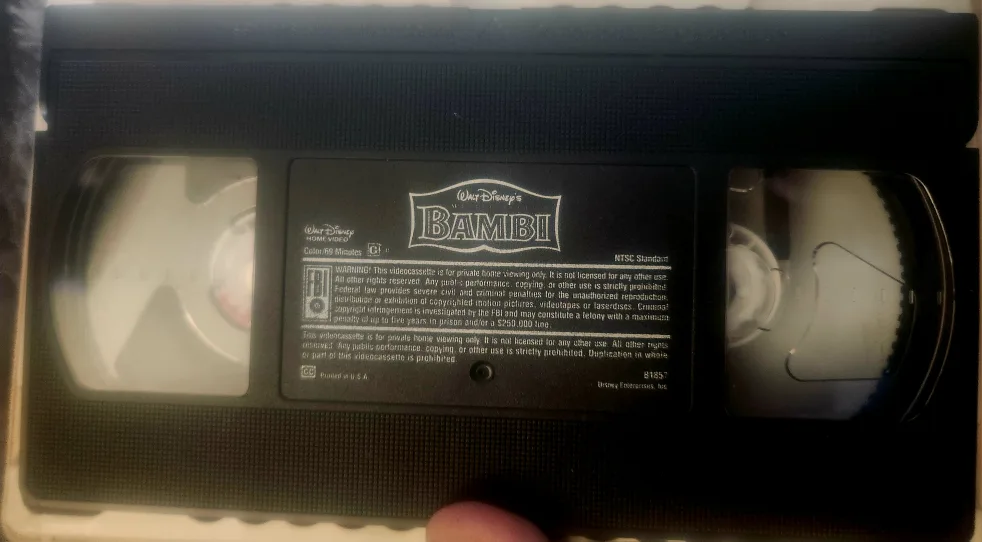 WALT DISNEY'S
BAMBI
WALT DISNEY
HOME VIDEO
Color/69 Minutes G
NTSC Standard
FBI
WARNING! This videocassette is for private home viewing only. It is not licensed for any other use.
All other rights reserved. Any public performance, copying, or other use is strictly prohibited.
Federal law provides severe civil and criminal penalties for the unauthorized reproduction,
distribution or exhibition of copyrighted motion pictures, videotapes or laserdiscs. Criminal
copyright infringement is investigated by the FBI and may constitute a felony with a maximum
penalty of up to five years in prison and/or a $250,000 fine.
This videocassette is for private home viewing only. It is not licensed for any other use. All other rights
reserved. Any public performance, copying, or other use is strictly prohibited. Duplication in whole
or part of this videocassette is prohibited.
CC Printed in U.S.A.
Disney Enterprises, Inc.